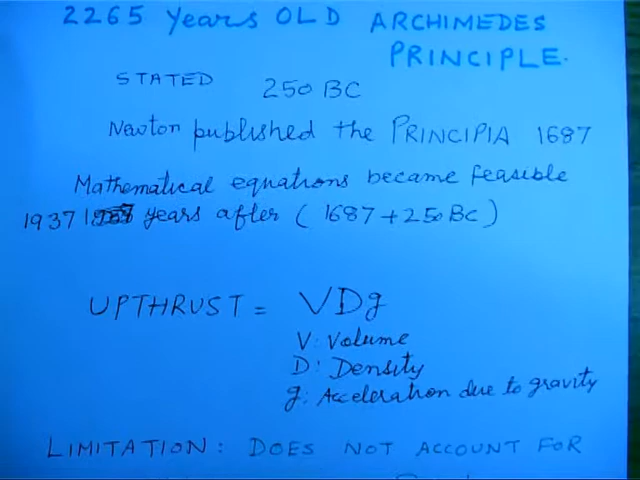 2265 Years OLD ARCHIMEDES
PRINCIPLE.
STATED 250 BC
Newton published the PRINCIPIA 1687
Mathematical equations became feasible
1937 years after (1687+250 BC)
UPTHRUST = VDg
V: Volume
D: Density
g: Acceleration due to gravity
LIMITATION: DOES NOT ACCOUNT FOR